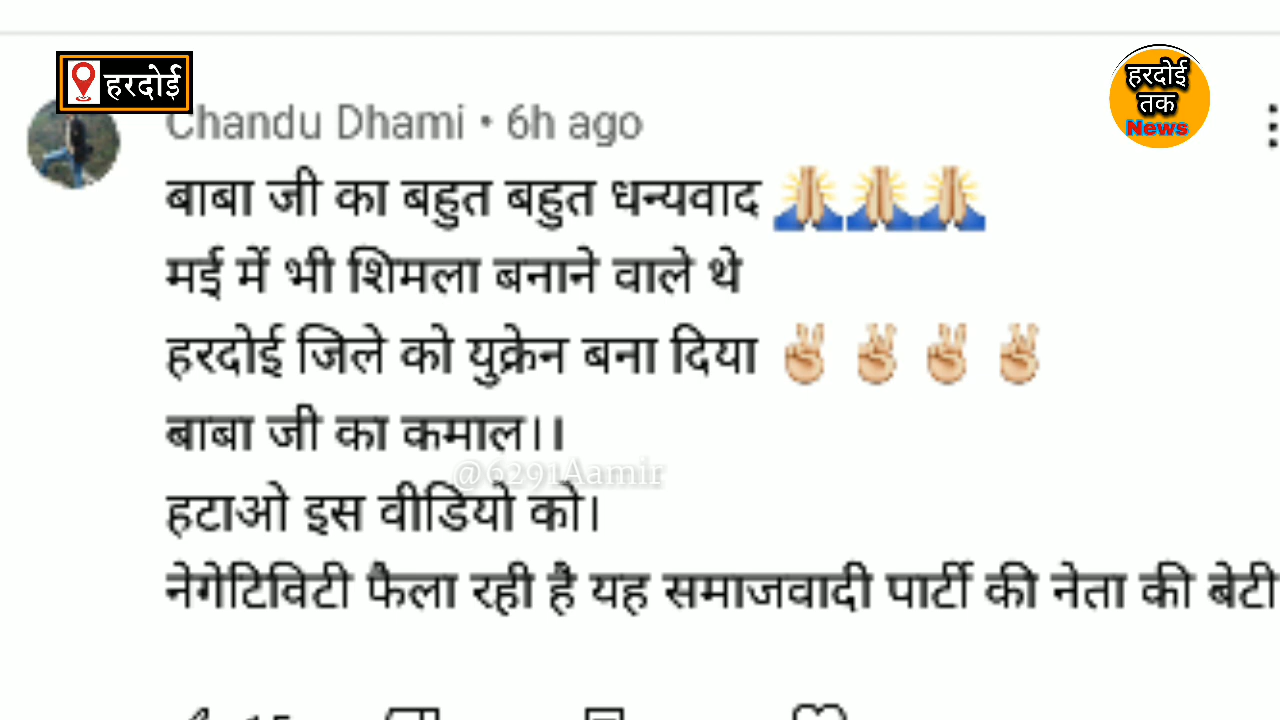 हरदोई
हरदोई
तक
News
Chandu Dhami • 6h ago
बाबा जी का बहुत बहुत धन्यवाद 🙏🙏🙏
मई में भी शिमला बनाने वाले थे
हरदोई जिले को युक्रेन बना दिया ✌🏼✌🏼✌🏼✌🏼
बाबा जी का कमाल।।
@6291Aamir
हटाओ इस वीडियो को।
नेगेटिविटी फैला रही है यह समाजवादी पार्टी की नेता की बेटी